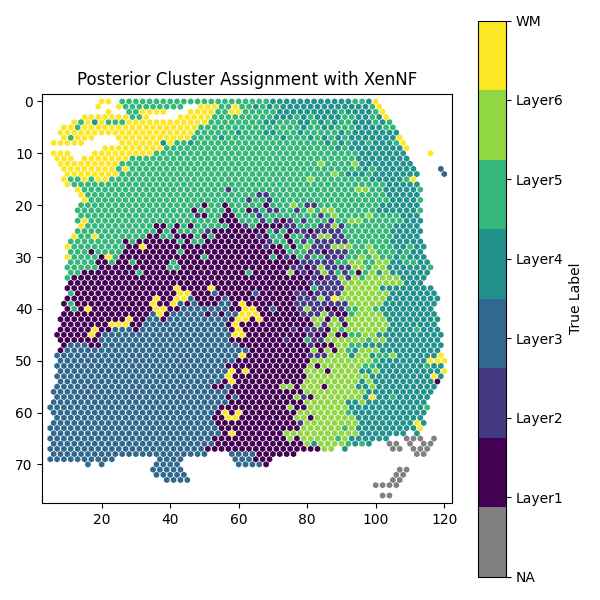 Posterior Cluster Assignment with XenNF
0
10
20
30
40
50
60
70
20
40
60
80
100
120
WM
Layer6
Layer5
Layer4
Layer3
Layer2
Layer1
NA
True Label